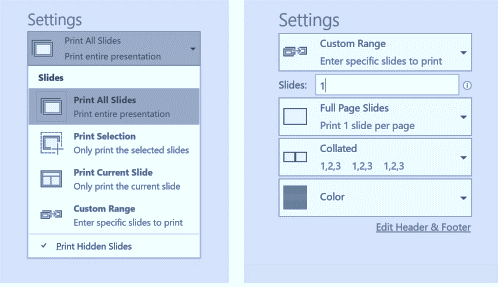 Settings
Print All Slides
Print entire presentation
Slides
Print All Slides
Print entire presentation
Print Selection
Only print the selected slides
Print Current Slide
Only print the current slide
Custom Range
Enter specific slides to print
✓ Print Hidden Slides
Settings
Custom Range
Enter specific slides to print
Slides: 1
Full Page Slides
Print 1 slide per page
Collated
1,2,3 1,2,3 1,2,3
Color
Edit Header & Footer